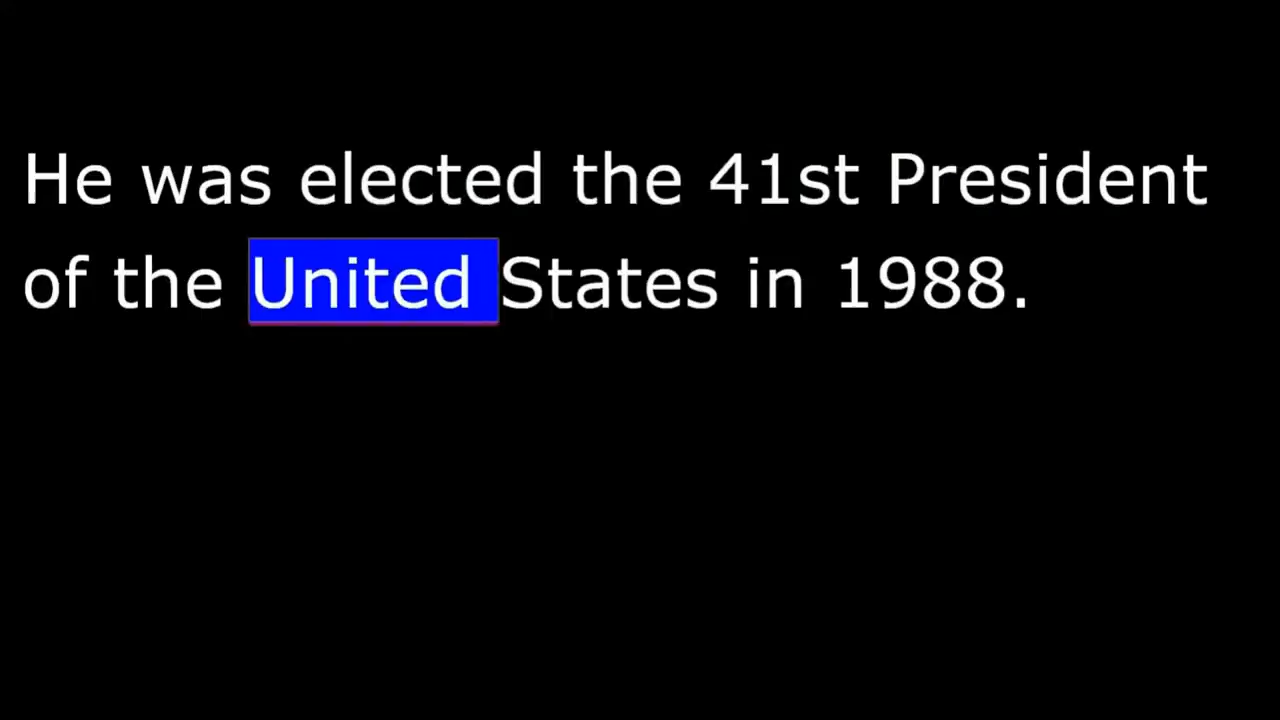 He was elected the 41st President
of the United States in 1988.